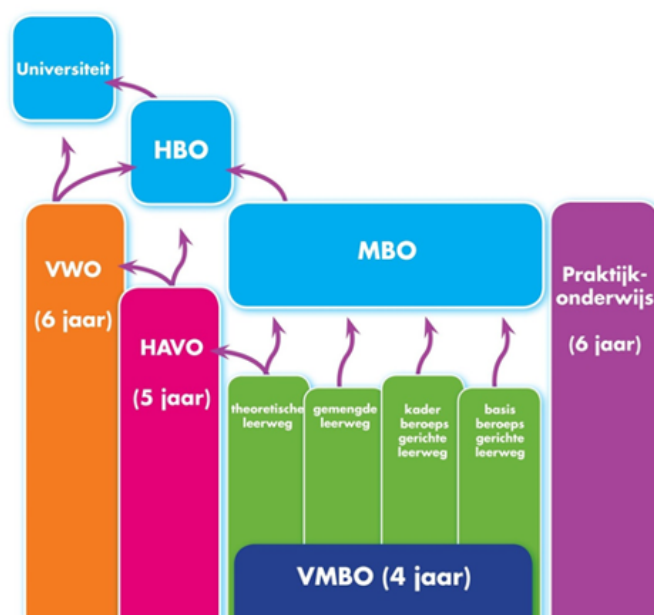 Universiteit
HBO
VWO
(6 jaar)
MBO
Praktijk-
onderwijs
(6 jaar)
HAVO
(5 jaar)
theoretische
leerweg
gemengde
leerweg
kader
beroeps
gerichte
leerweg
basis
beroeps
gerichte
leerweg
VMBO (4 jaar)